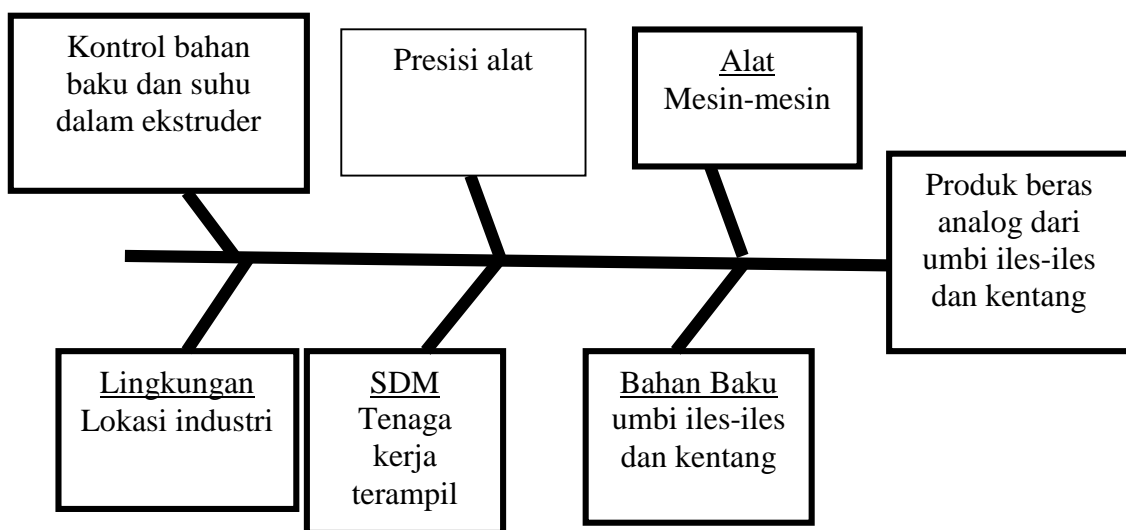 Kontrol bahan
baku dan suhu
dalam ekstruder
Presisi alat
Alat
Mesin-mesin
Produk beras
analog dari
umbi iles-iles
dan kentang
Lingkungan
Lokasi industri
SDM
Tenaga
kerja
terampil
Bahan Baku
umbi iles-iles
dan kentang